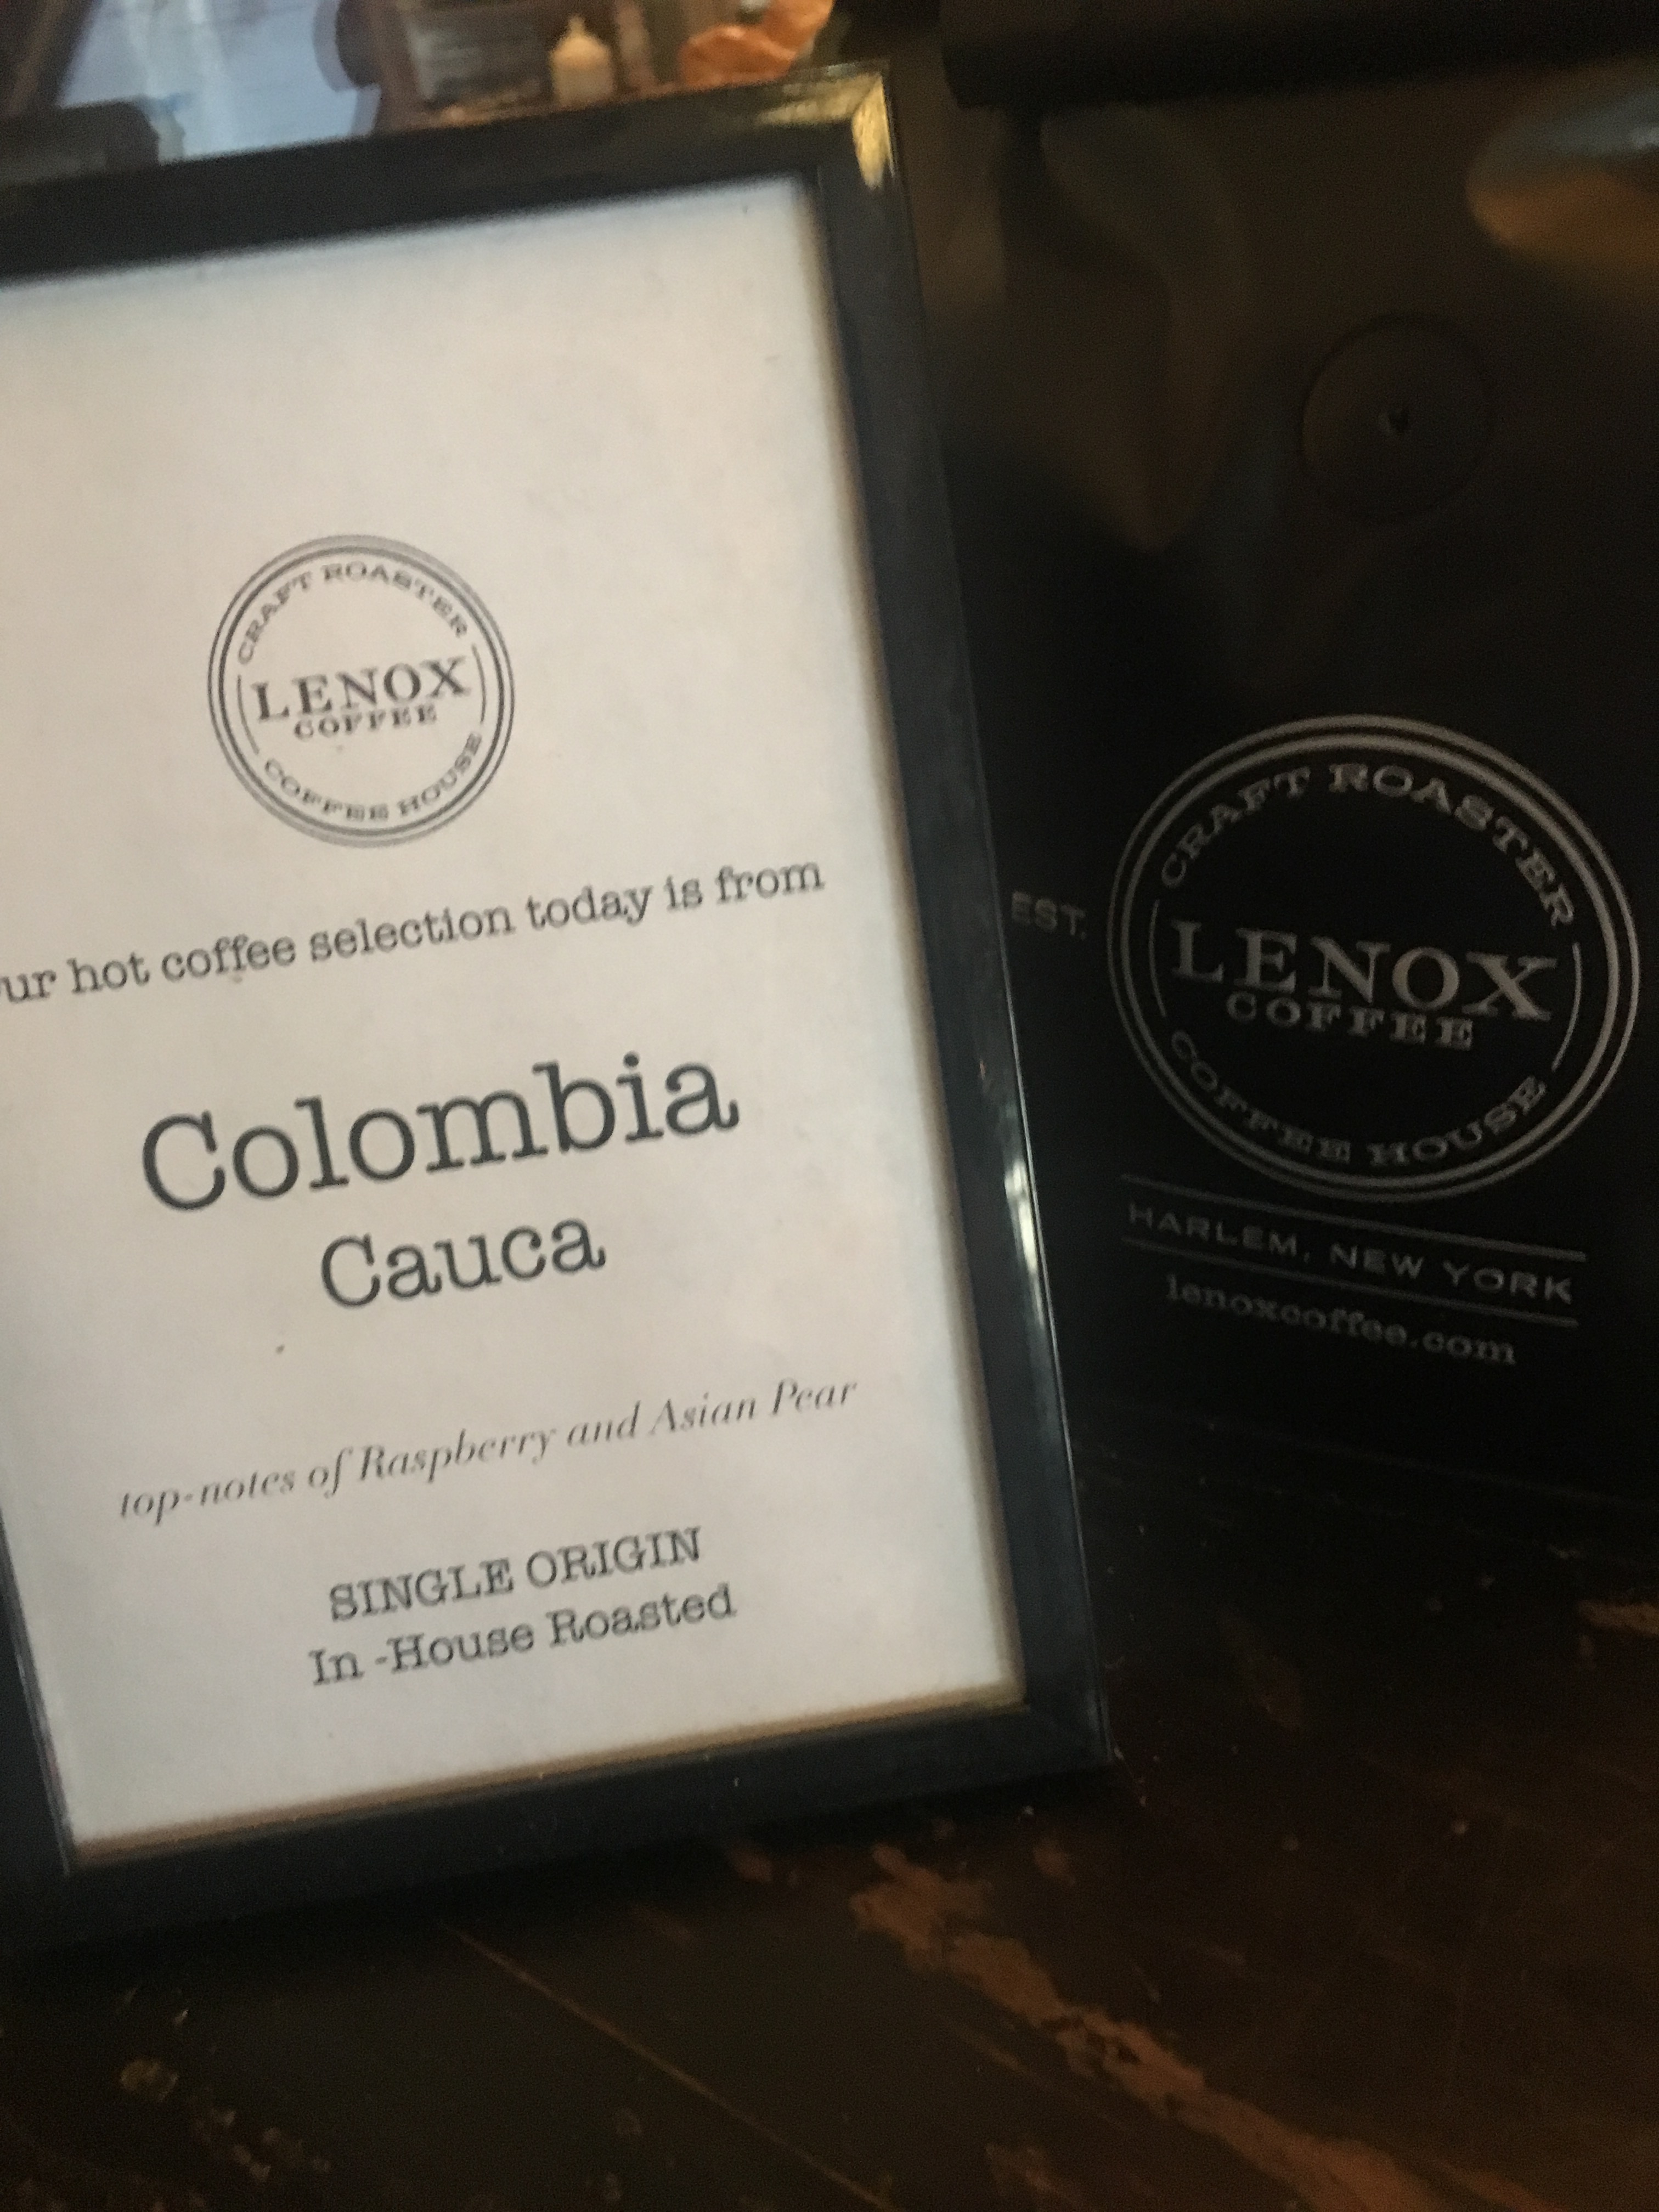 CRAFT ROASTER
LENOX
COFFEE
COFFEE HOUSE
ur hot coffee selection today is from
Colombia
Cauca
top-notes of Raspberry and Asian Pear
SINGLE ORIGIN
In -House Roasted
EST.
CRAFT ROASTER
LENOX
COFFEE
COFFEE HOUSE
HARLEM, NEW YORK
lenoxcoffee.com